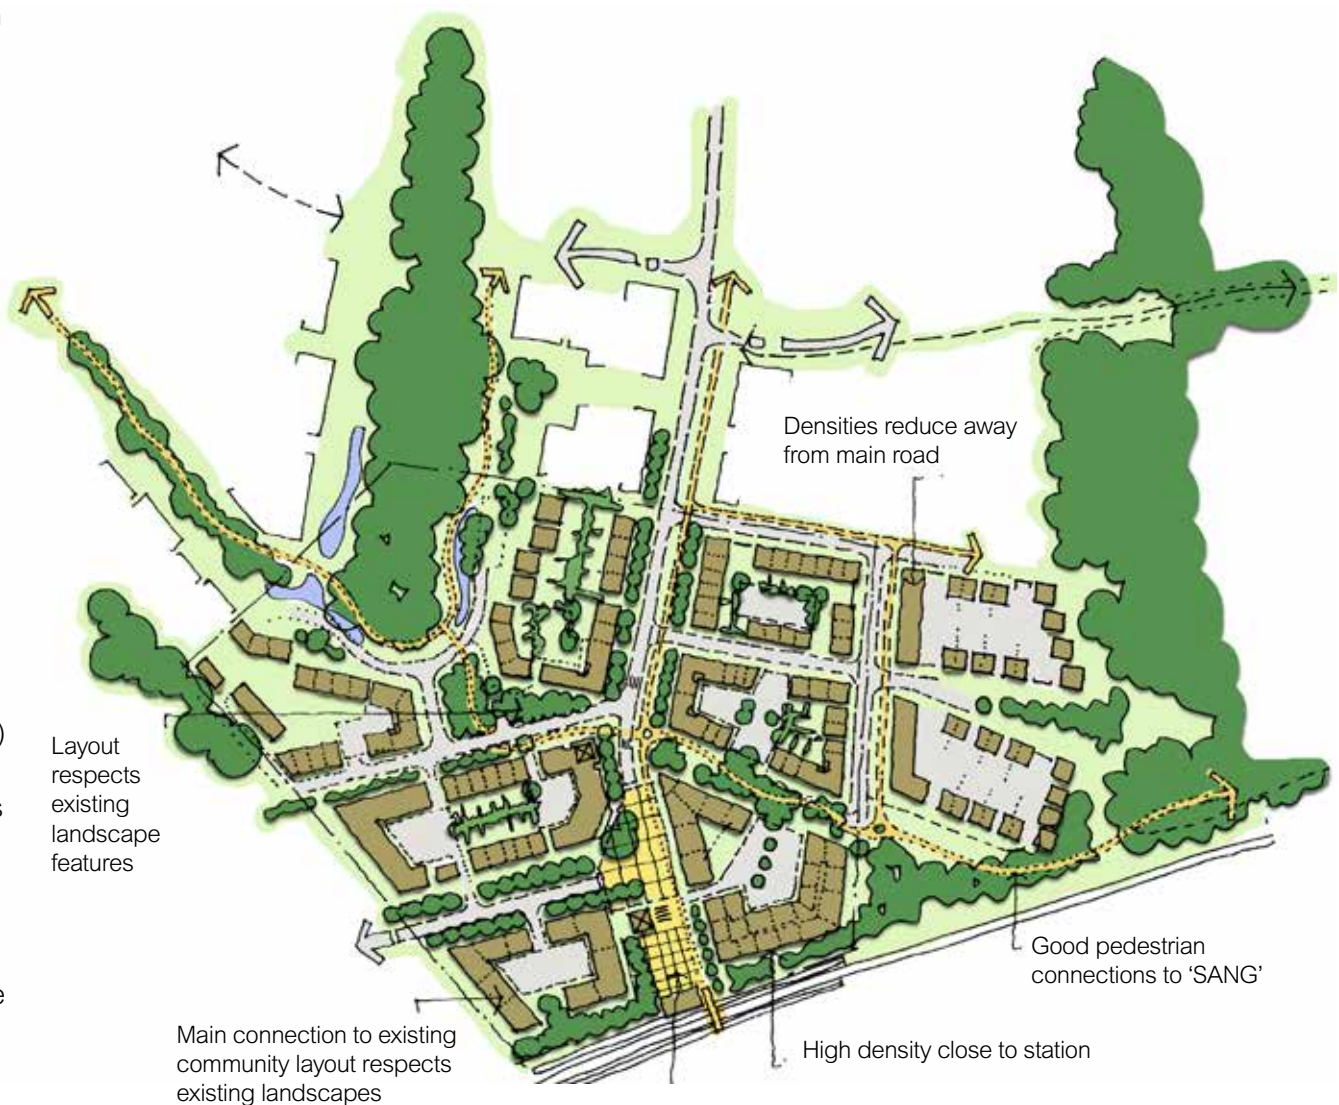 Densities reduce away
from main road
Layout
respects
existing
landscape
features
Good pedestrian
connections to ‘SANG’
Main connection to existing
community layout respects
existing landscapes
High density close to station